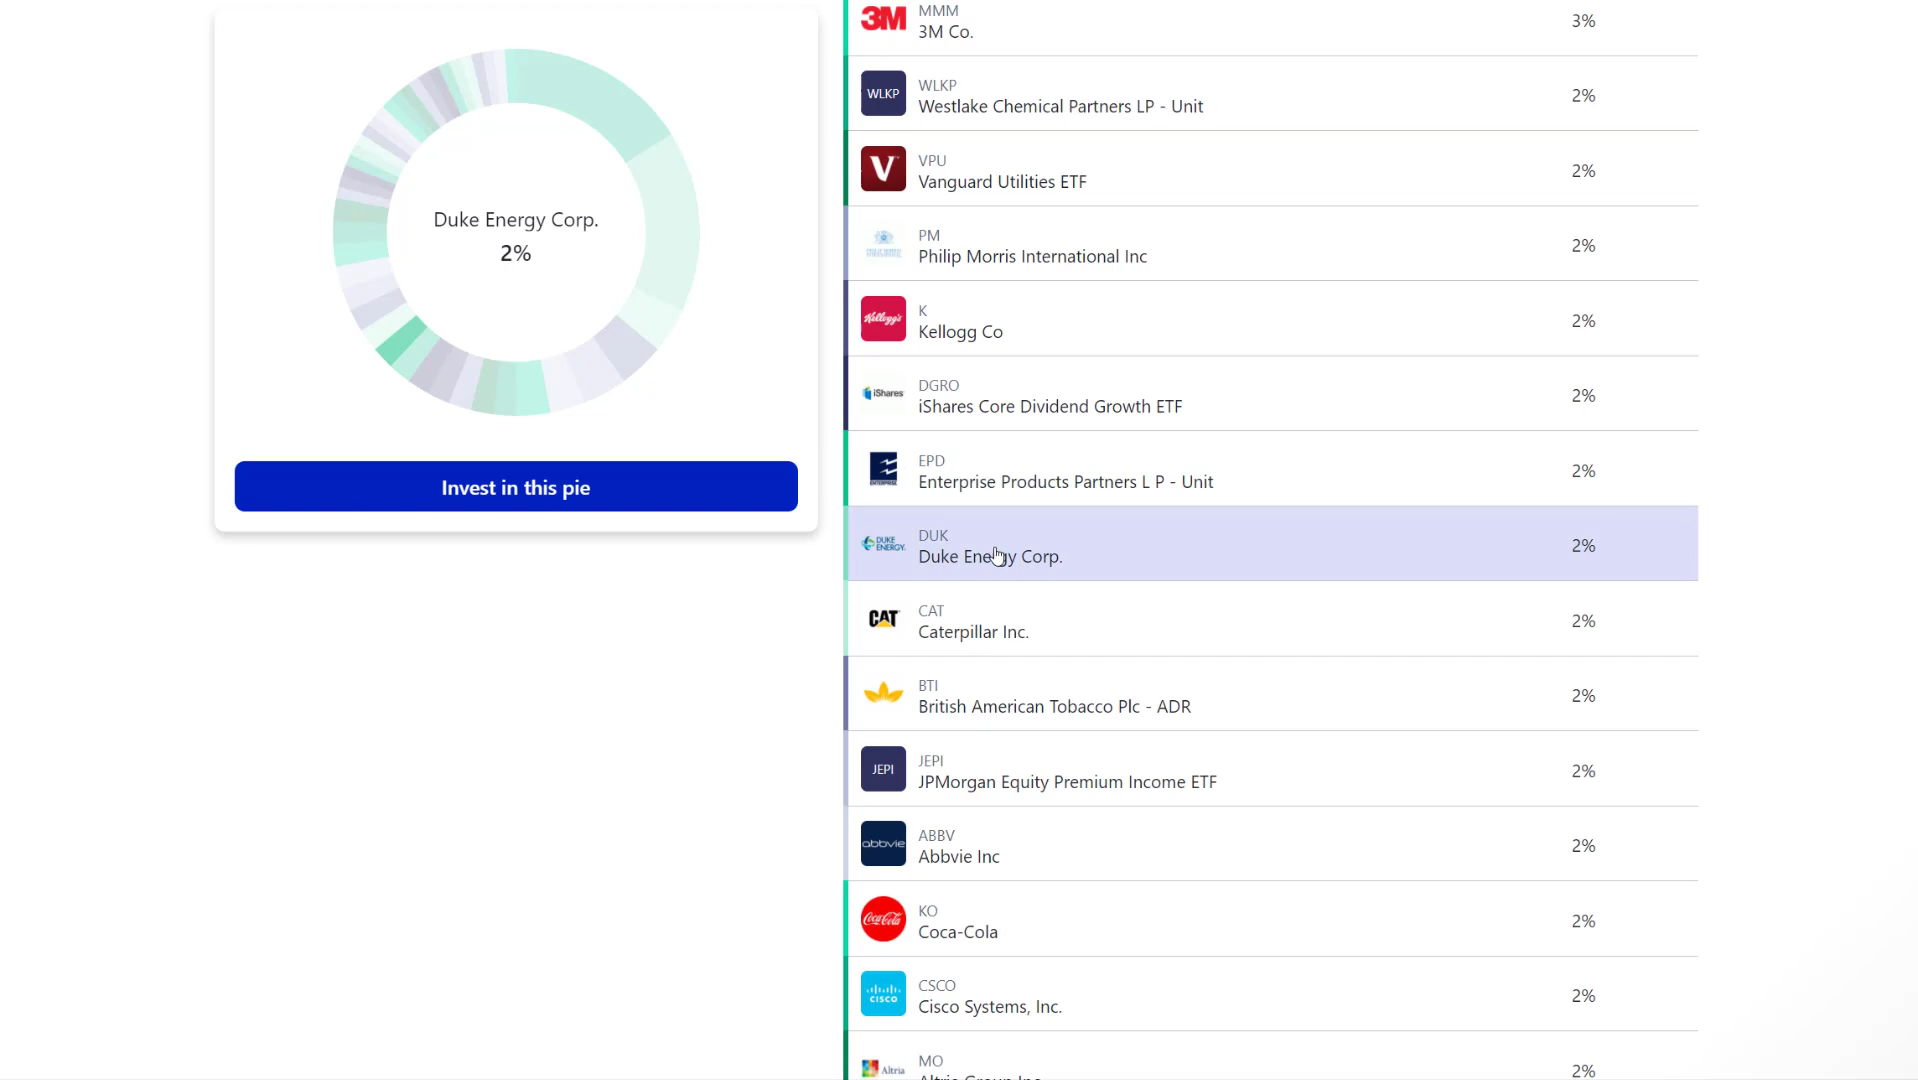 Duke Energy Corp.
2%
Invest in this pie
3M
MMM
3M Co.
3%
WLKP
WLKP
Westlake Chemical Partners LP - Unit
2%
V
VPU
Vanguard Utilities ETF
2%
PM
Philip Morris International Inc
2%
Kellogg's
K
Kellogg Co
2%
iShares
DGRO
iShares Core Dividend Growth ETF
2%
ENTERPRISE
EPD
Enterprise Products Partners L P - Unit
2%
DUKE
ENERGY.
DUK
Duke Energy Corp.
2%
CAT
CAT
Caterpillar Inc.
2%
BTI
British American Tobacco Plc - ADR
2%
JEPI
JEPI
JPMorgan Equity Premium Income ETF
2%
abbvie
ABBV
Abbvie Inc
2%
Coca-Cola
KO
Coca-Cola
2%
CISCO
CSCO
Cisco Systems, Inc.
2%
Altria
MO
Altria Group Inc
2%